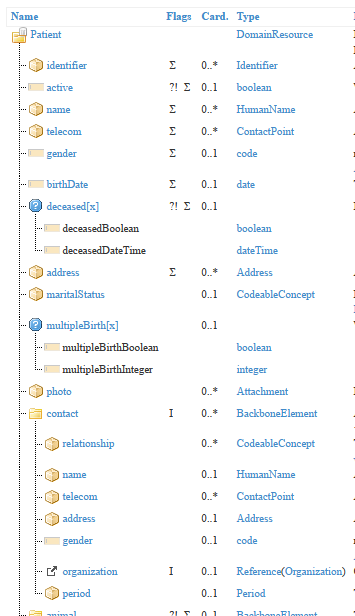 Name Flags Card. Type
Patient DomainResource
identifier Σ 0..* Identifier
active ?! Σ 0..1 boolean
name Σ 0..* HumanName
telecom Σ 0..* ContactPoint
gender Σ 0..1 code
birthDate Σ 0..1 date
deceased[x] ?! Σ 0..1
deceasedBoolean boolean
deceasedDateTime dateTime
address Σ 0..* Address
maritalStatus 0..1 CodeableConcept
multipleBirth[x] 0..1
multipleBirthBoolean boolean
multipleBirthInteger integer
photo 0..* Attachment
contact I 0..* BackboneElement
relationship 0..* CodeableConcept
name 0..1 HumanName
telecom 0..* ContactPoint
address 0..1 Address
gender 0..1 code
organization I 0..1 Reference(Organization)
period 0..1 Period
animal ?! Σ 0..1 BackboneElement